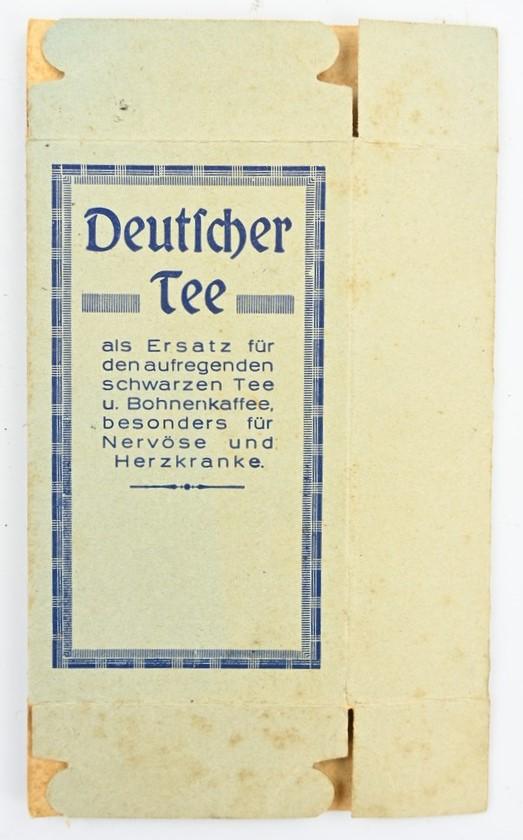 Deutſcher
Tee
als Ersatz für
den aufregenden
schwarzen Tee
u. Bohnenkaffee,
besonders für
Nervöse und
Herzkranke.